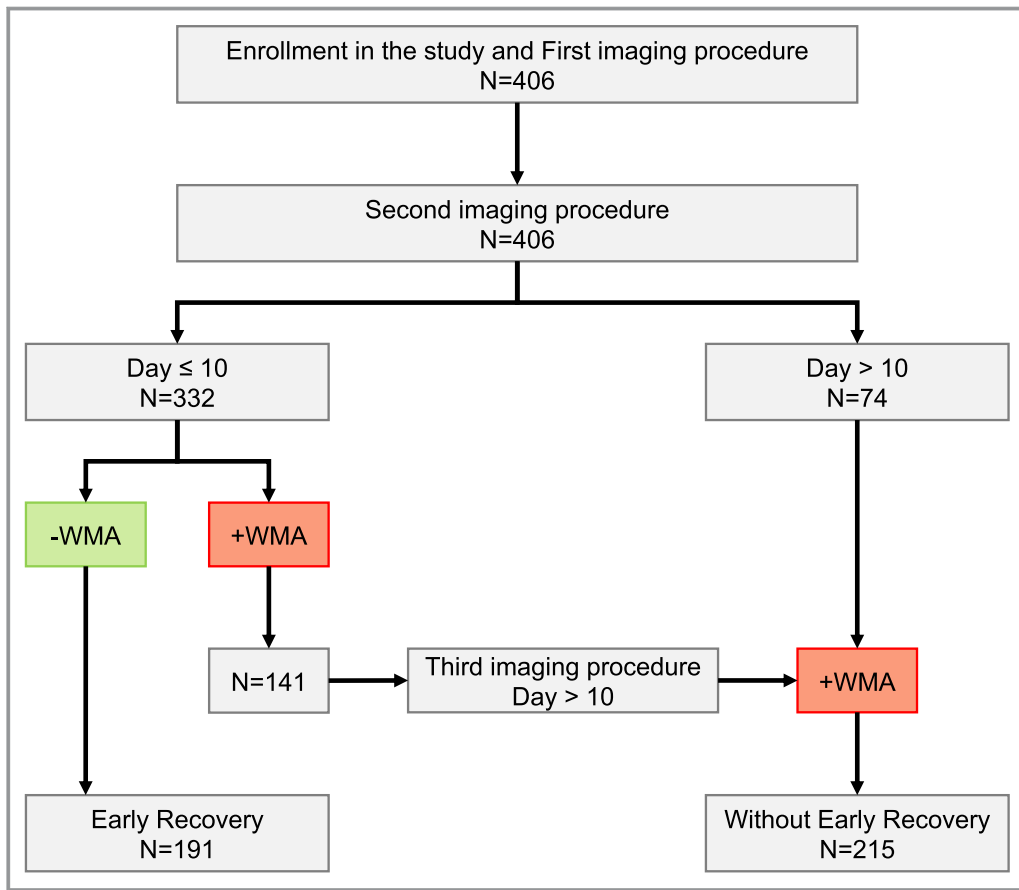 Enrollment in the study and First imaging procedure
N=406
Second imaging procedure
N=406
Day ≤ 10
N=332
Day > 10
N=74
-WMA
+WMA
N=141
Third imaging procedure
Day > 10
+WMA
Early Recovery
N=191
Without Early Recovery
N=215